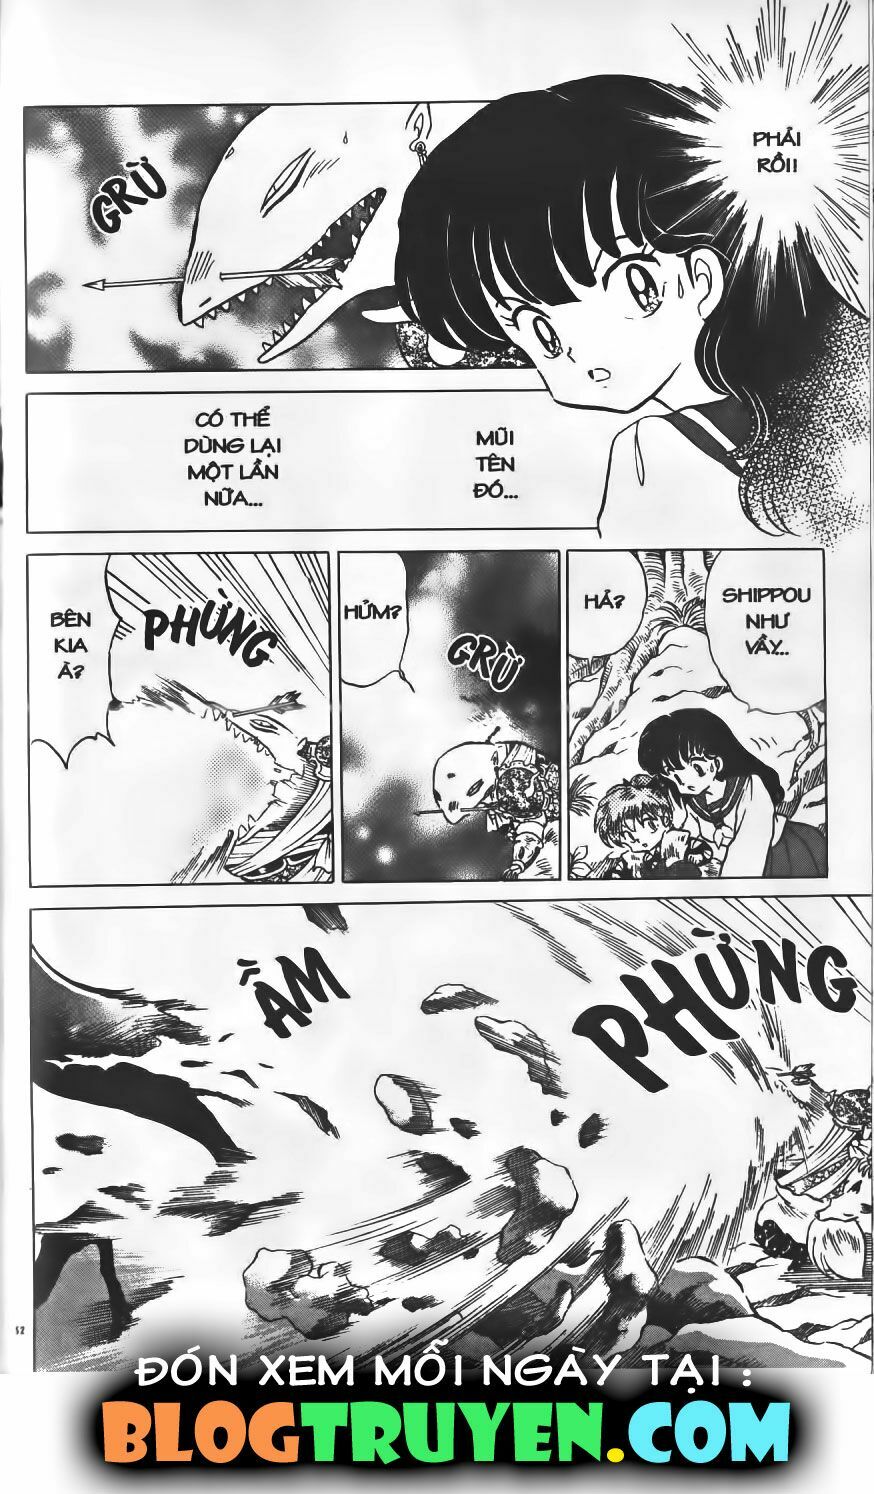 PHẢI
RỒI!
GRỪ
MŨI
TÊN
ĐÓ...
CÓ THỂ
DÙNG LẠI
MỘT LẦN
NỮA...
SHIPPOU
NHƯ
VẦY...
HẢ?
HỬM?
GRỪ
PHỪNG
BÊN
KIA
À?
PHỪNG
ẦM
52
ĐÓN XEM MỖI NGÀY TẠI :
BLOGTRUYEN.COM